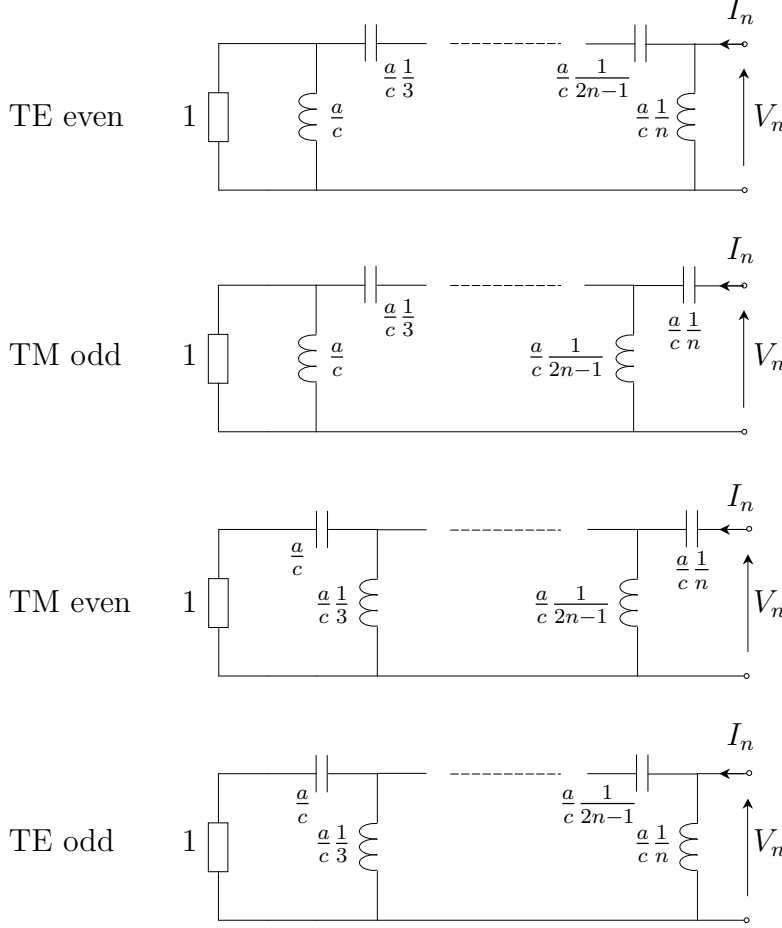 I_n
TE even 1 a/c a/c 1/3 a/c 1/(2n−1) a/c 1/n V_n
I_n
TM odd 1 a/c a/c 1/3 a/c 1/(2n−1) a/c 1/n V_n
I_n
TM even 1 a/c a/c 1/3 a/c 1/(2n−1) a/c 1/n V_n
I_n
TE odd 1 a/c a/c 1/3 a/c 1/(2n−1) a/c 1/n V_n